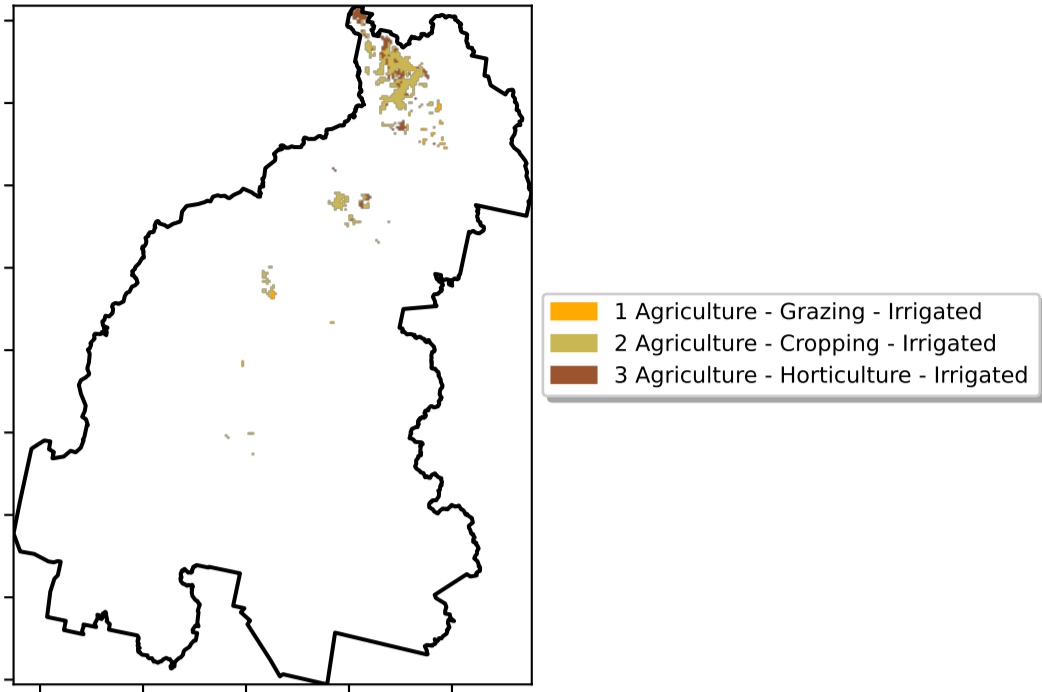 1 Agriculture - Grazing - Irrigated
2 Agriculture - Cropping - Irrigated
3 Agriculture - Horticulture - Irrigated